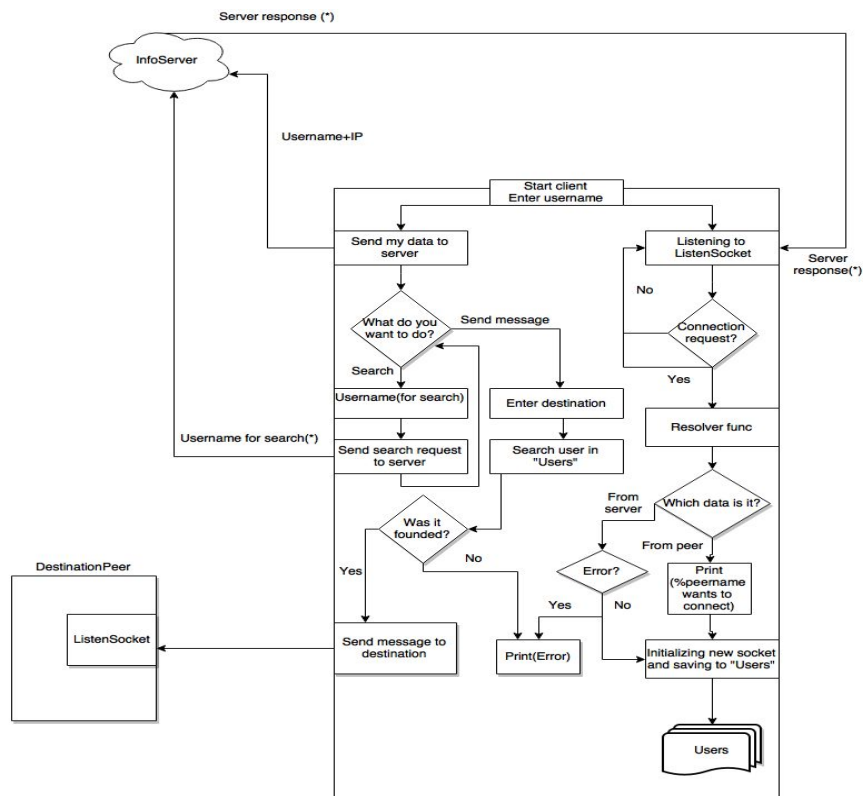 Server response (*)
InfoServer
Username+IP
Start client
Enter username
Send my data to
server
Listening to
ListenSocket
Server
response(*)
No
What do you
want to do?
Send message
Connection
request?
Search
Yes
Username(for search)
Enter destination
Resolver func
Username for search(*)
Send search request
to server
Search user in
"Users"
From
server
Which data is it?
Was it
founded?
From peer
No
Yes
Error?
Print
(%peername
wants to
connect)
DestinationPeer
Yes
No
ListenSocket
Send message to
destination
Print(Error)
Initializing new socket
and saving to "Users"
Users